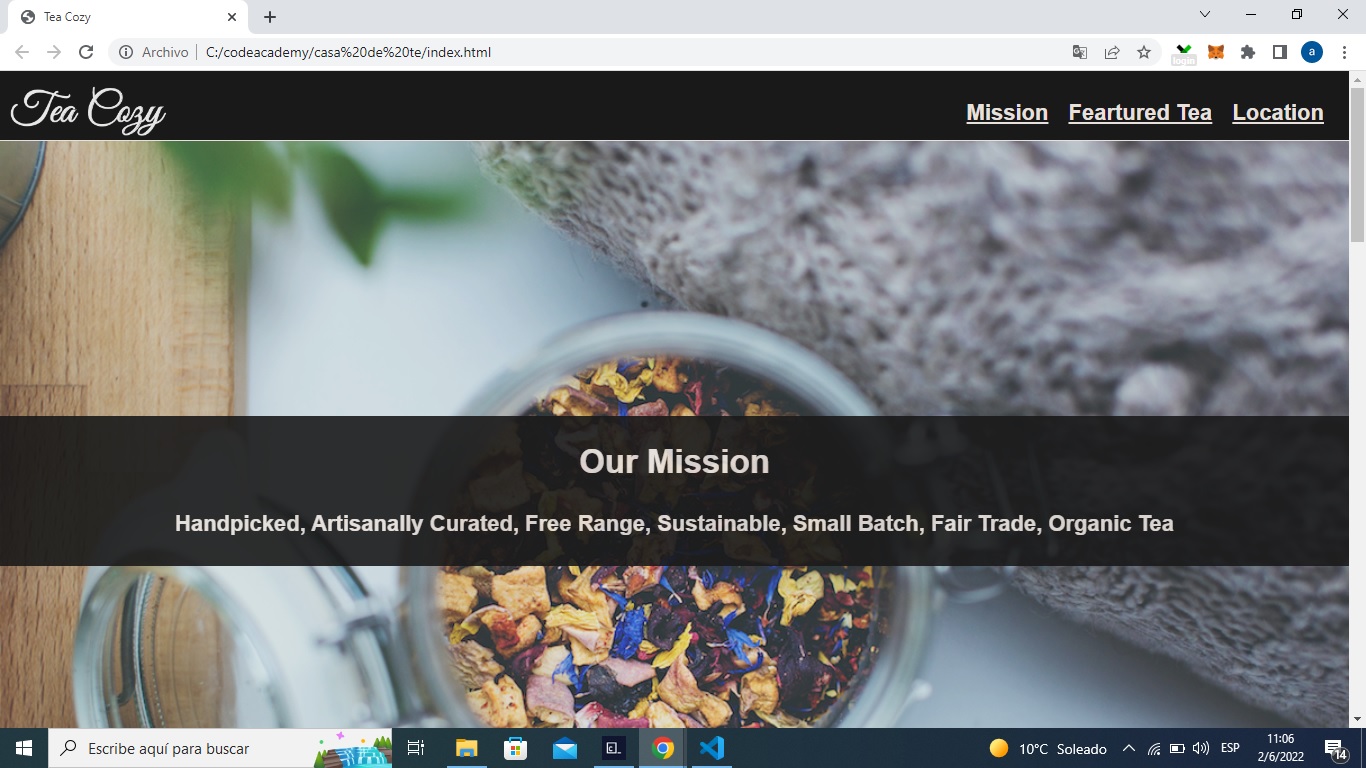 Tea Cozy
Archivo
C:/codeacademy/casa%20de%20te/index.html
login
a
Tea Cozy
Mission
Feartured Tea
Location
Our Mission
Handpicked, Artisanally Curated, Free Range, Sustainable, Small Batch, Fair Trade, Organic Tea
Escribe aquí para buscar
10°C Soleado
ESP
11:06
2/6/2022
14